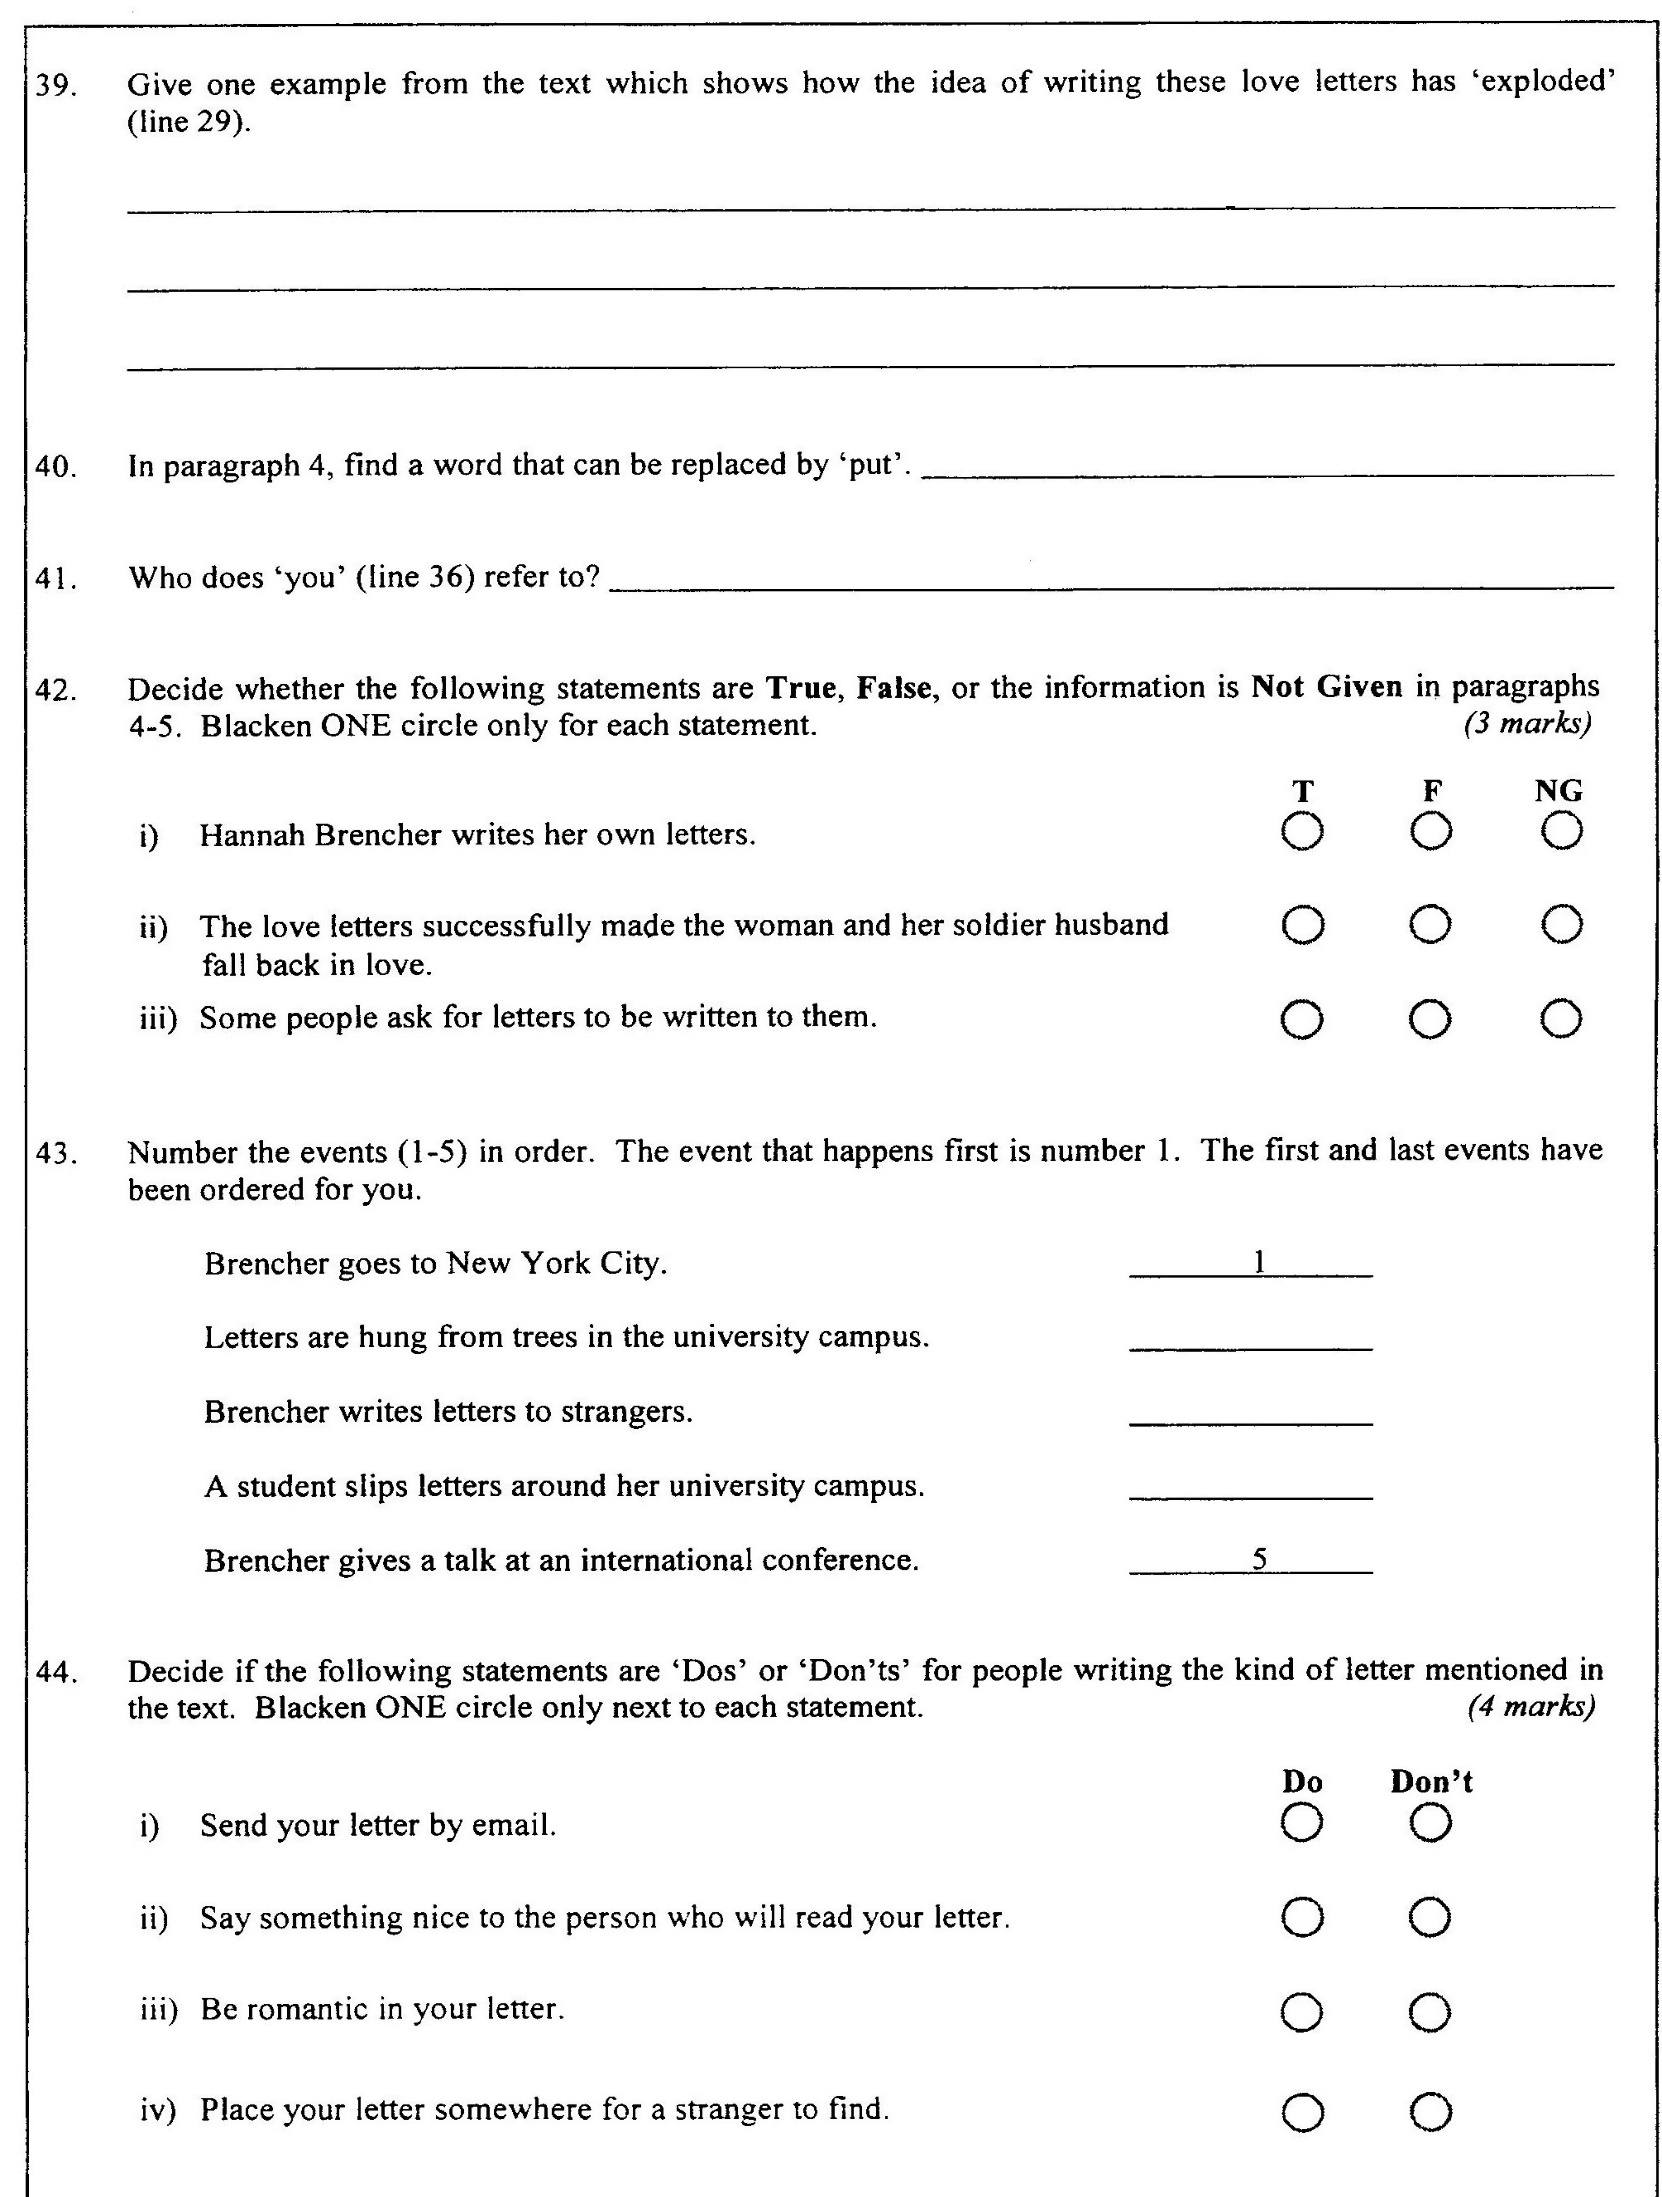 39. Give one example from the text which shows how the idea of writing these love letters has ‘exploded’
(line 29).
40. In paragraph 4, find a word that can be replaced by ‘put’.
41. Who does ‘you’ (line 36) refer to?
42. Decide whether the following statements are True, False, or the information is Not Given in paragraphs
4-5. Blacken ONE circle only for each statement. (3 marks)
T F NG
i) Hannah Brencher writes her own letters.
ii) The love letters successfully made the woman and her soldier husband
fall back in love.
iii) Some people ask for letters to be written to them.
43. Number the events (1-5) in order. The event that happens first is number 1. The first and last events have
been ordered for you.
Brencher goes to New York City. 1
Letters are hung from trees in the university campus.
Brencher writes letters to strangers.
A student slips letters around her university campus.
Brencher gives a talk at an international conference. 5
44. Decide if the following statements are ‘Dos’ or ‘Don’ts’ for people writing the kind of letter mentioned in
the text. Blacken ONE circle only next to each statement. (4 marks)
Do Don’t
i) Send your letter by email.
ii) Say something nice to the person who will read your letter.
iii) Be romantic in your letter.
iv) Place your letter somewhere for a stranger to find.